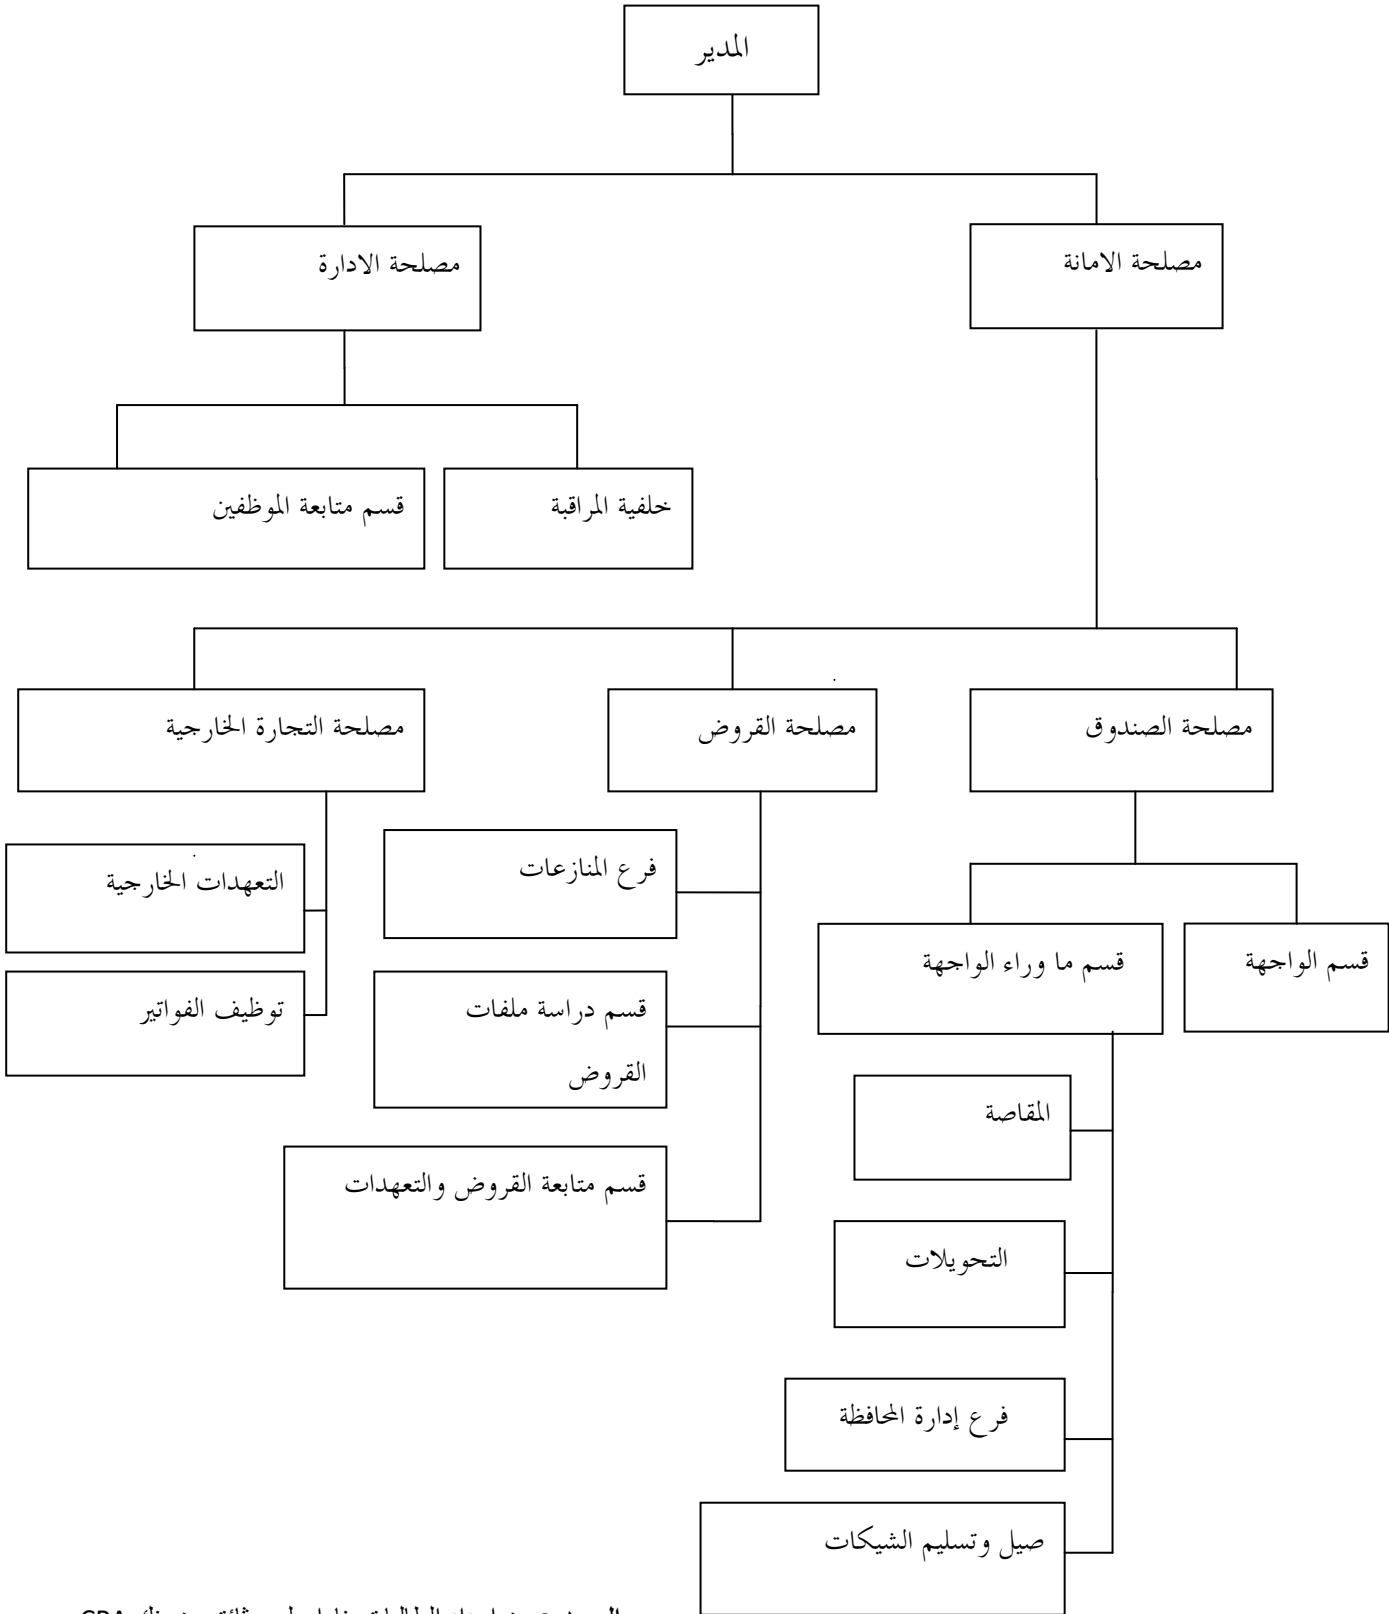 المدير
مصلحة الامانة
مصلحة الادارة
خلفية المراقبة
قسم متابعة الموظفين
مصلحة الصندوق
مصلحة القروض
مصلحة التجارة الخارجية
فرع المنازعات
التعهدات الخارجية
قسم الواجهة
قسم ما وراء الواجهة
قسم دراسة ملفات
القروض
توظيف الفواتير
المقاصة
قسم متابعة القروض والتعهدات
التحويلات
فرع إدارة المحافظة
صيل وتسليم الشيكات
CPA